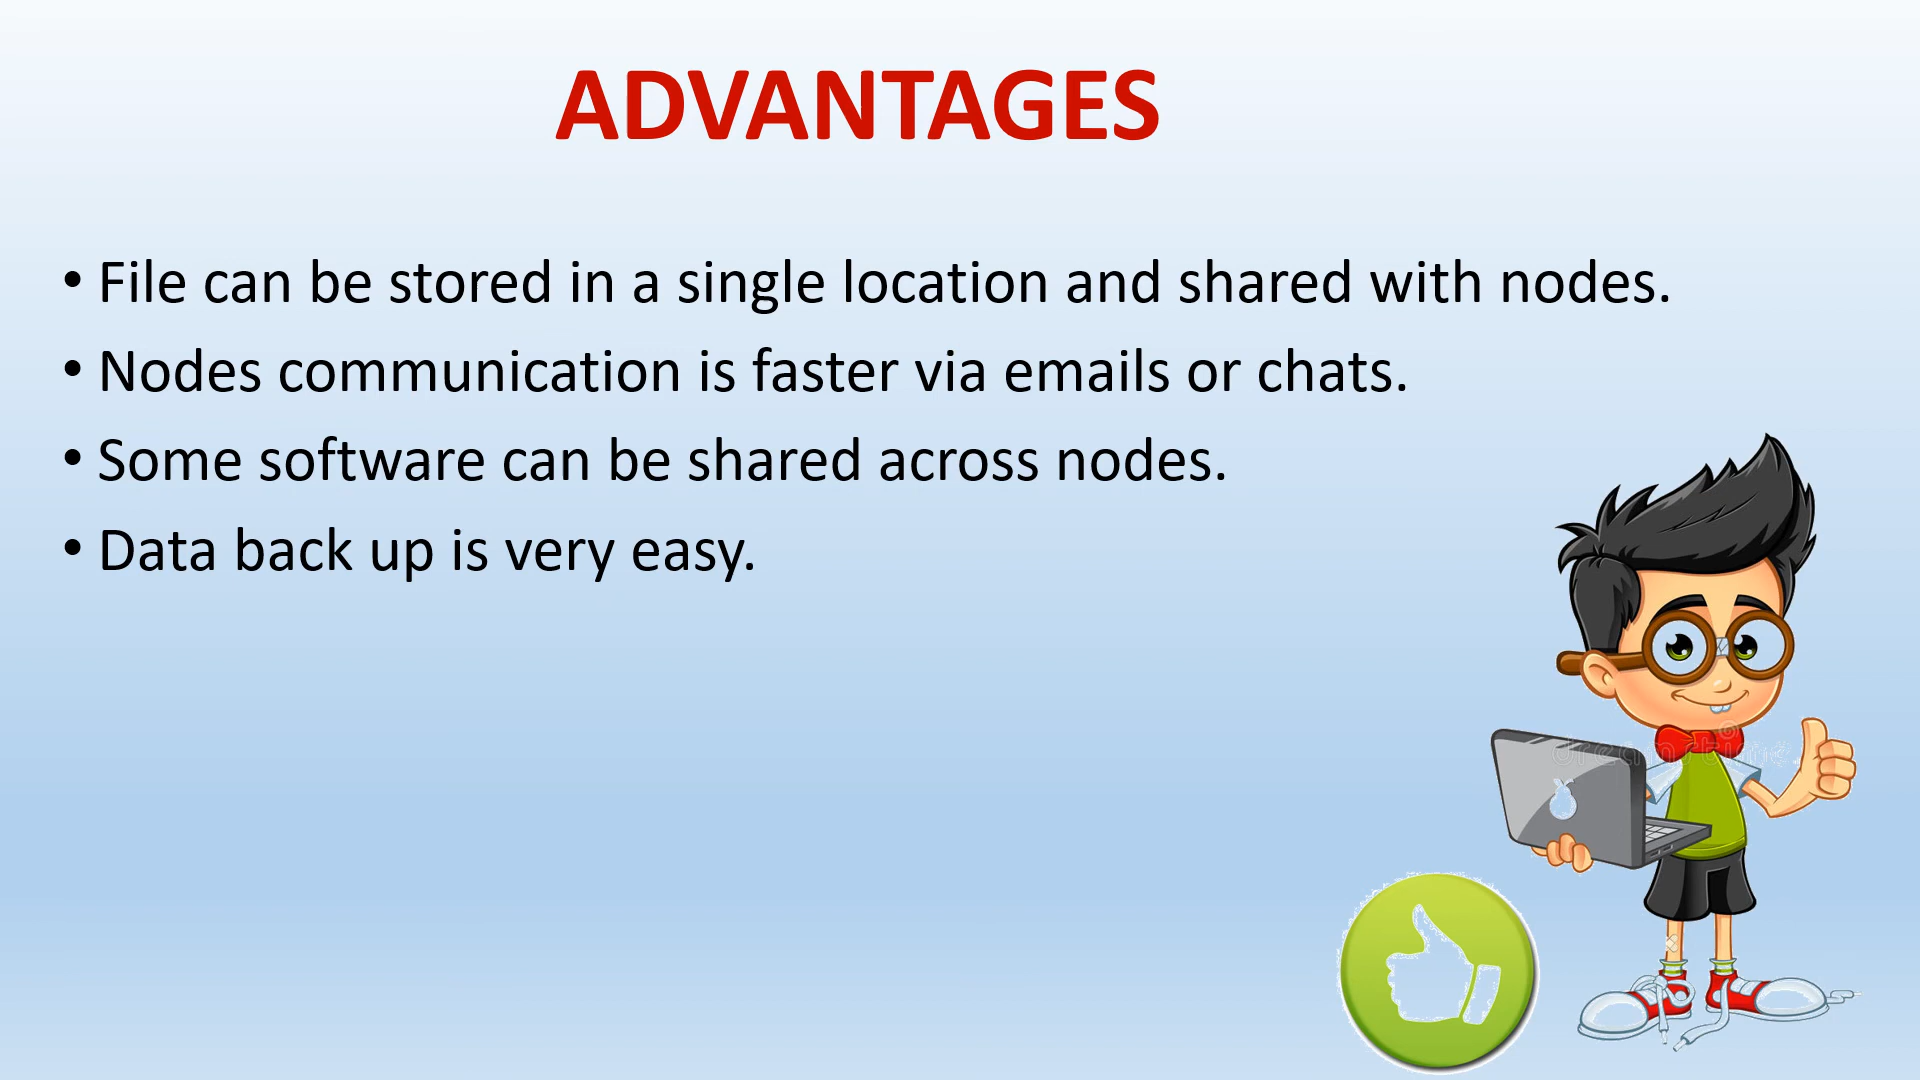 ADVANTAGES
• File can be stored in a single location and shared with nodes.
• Nodes communication is faster via emails or chats.
• Some software can be shared across nodes.
• Data back up is very easy.
dreamstime.